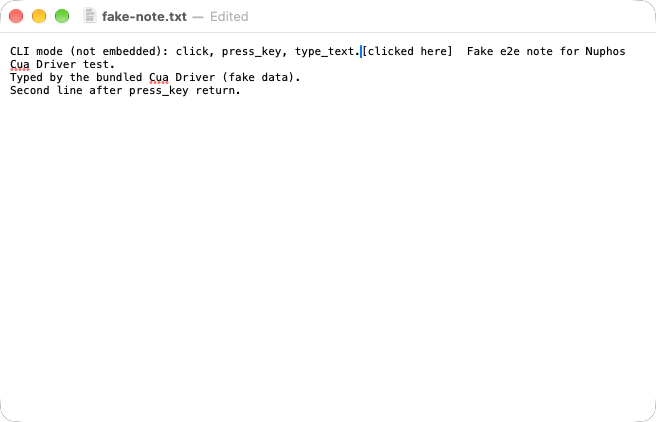 fake-note.txt — Edited
CLI mode (not embedded): click, press_key, type_text.[clicked here]  Fake e2e note for Nuphos
Cua Driver test.
Typed by the bundled Cua Driver (fake data).
Second line after press_key return.